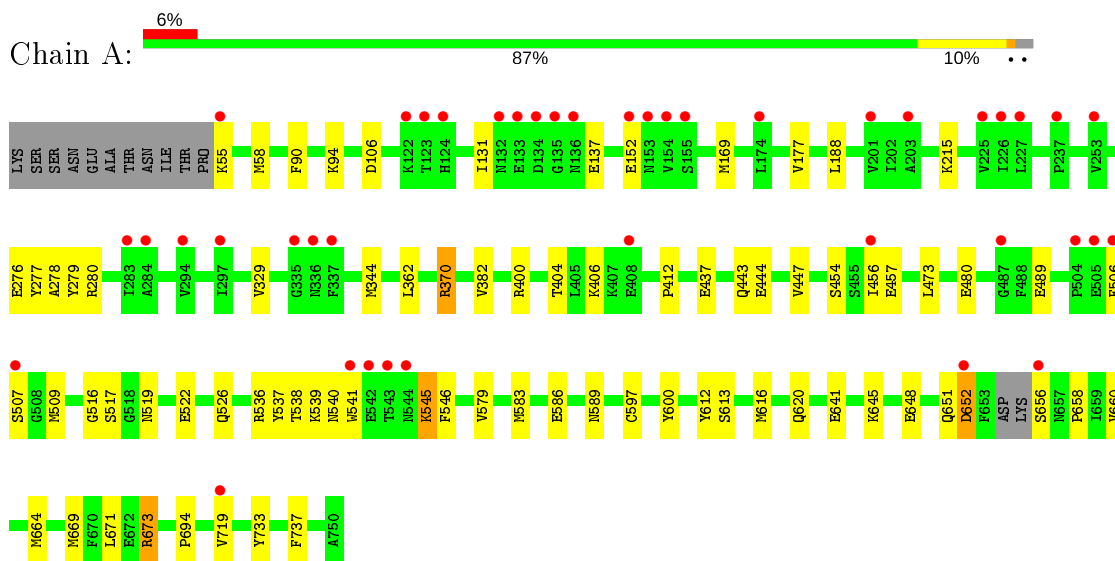 6%
Chain A:
87%
10%
LYS SER SER ASN GLU ALA THR ASN ILE THR PRO K55 M58 F90 K94 D106 K122 T123 H124 I131 N132 E133 D134 G135 N136 E137 E152 N153 V154 S155 M169 L174 V177 L188 V201 I202 A203 K215 V225 I226 L227 P237 V253
E276 Y277 A278 Y279 R280 I283 A284 V294 I297 V329 G335 N336 F337 M344 L362 R370 V382 R400 T404 L405 K406 K407 E408 P412 E437 Q443 E444 V447 S454 S455 I456 E457 L473 E480 G487 F488 E489 P504 E505
S507 G508 M509 G516 S517 G518 N519 E522 Q526 R536 Y537 T538 K539 N540 W541 E542 T543 N544 K545 F546 V579 M583 E586 N589 C597 Y600 Y612 S613 M616 Q620 E641 K645 E648 Q651 D652 F653 ASP LYS S656 N657 P658 I659
M664 M669 F670 L671 E672 R673 P694 V719 Y733 F737 A750